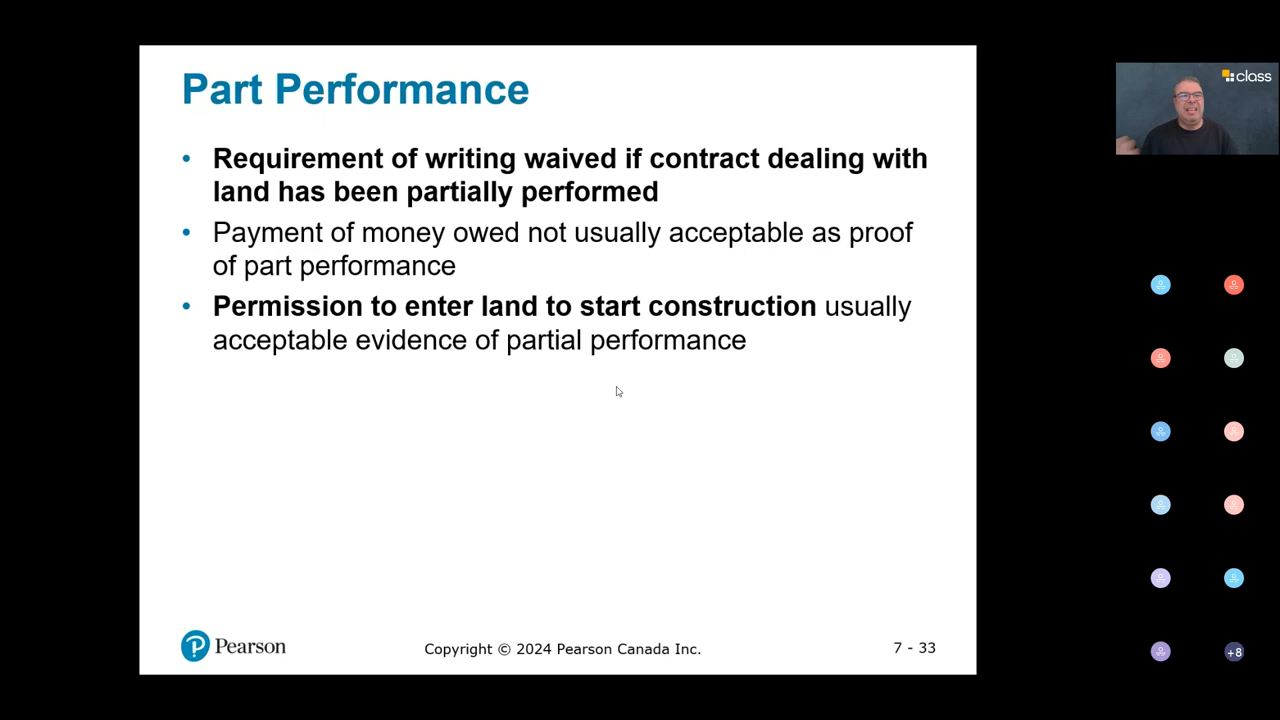 Part Performance
• Requirement of writing waived if contract dealing with
land has been partially performed
• Payment of money owed not usually acceptable as proof
of part performance
• Permission to enter land to start construction usually
acceptable evidence of partial performance
P Pearson
Copyright © 2024 Pearson Canada Inc.
7 - 33
class
+8